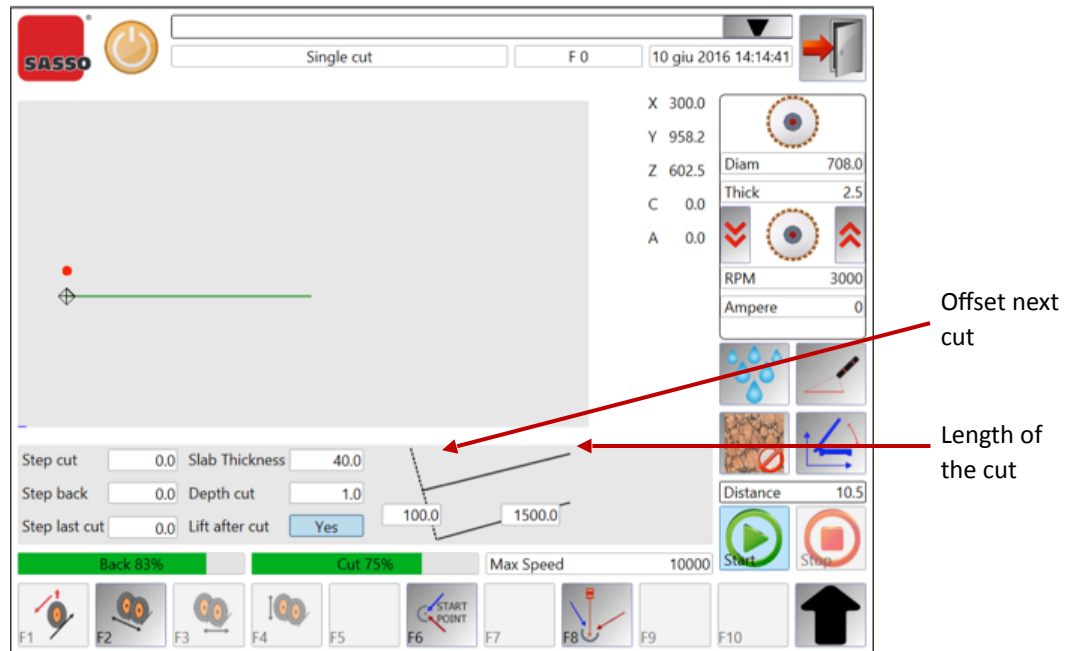 SASSO
Single cut
F 0
10 giu 2016 14:14:41
X 300.0
Y 958.2
Z 602.5
C 0.0
A 0.0
Diam 708.0
Thick 2.5
RPM 3000
Ampere 0
Offset next
cut
Length of
the cut
Step cut 0.0 Slab Thickness 40.0
Step back 0.0 Depth cut 1.0
Step last cut 0.0 Lift after cut Yes
100.0 1500.0
Distance 10.5
Start Stop
Back 83% Cut 75% Max Speed 10000
START
POINT
F1 F2 F3 F4 F5 F6 F7 F8 F9 F10